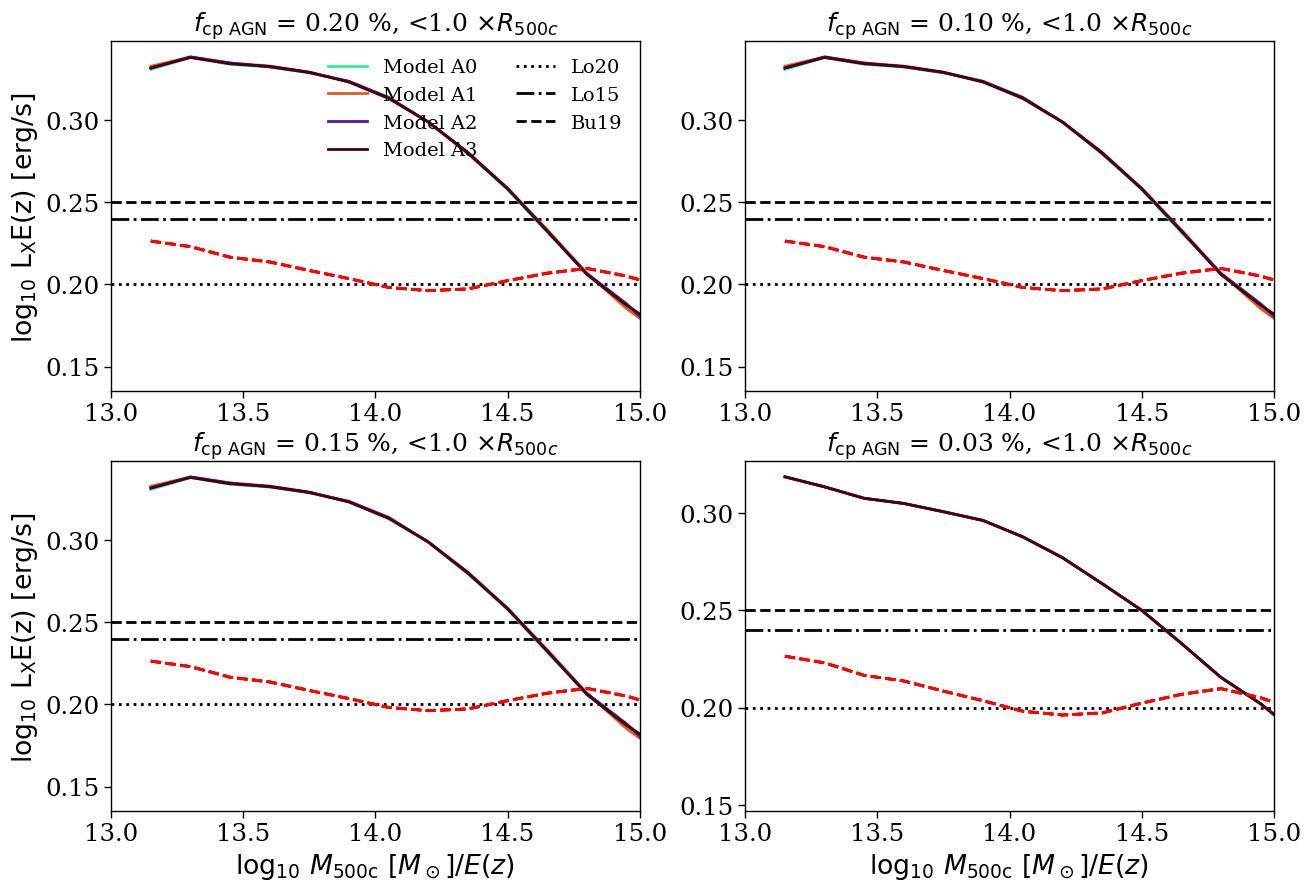 f_cp AGN = 0.20 %, <1.0 ×R_500c
f_cp AGN = 0.10 %, <1.0 ×R_500c
log_10 L_X E(z) [erg/s]
0.30
0.25
0.20
0.15
Model A0
Model A1
Model A2
Model A3
Lo20
Lo15
Bu19
13.0 13.5 14.0 14.5 15.0
0.30
0.25
0.20
0.15
13.0 13.5 14.0 14.5 15.0
f_cp AGN = 0.15 %, <1.0 ×R_500c
f_cp AGN = 0.03 %, <1.0 ×R_500c
log_10 L_X E(z) [erg/s]
0.30
0.25
0.20
0.15
13.0 13.5 14.0 14.5 15.0
log_10 M_500c [M_⊙]/E(z)
0.30
0.25
0.20
0.15
13.0 13.5 14.0 14.5 15.0
log_10 M_500c [M_⊙]/E(z)